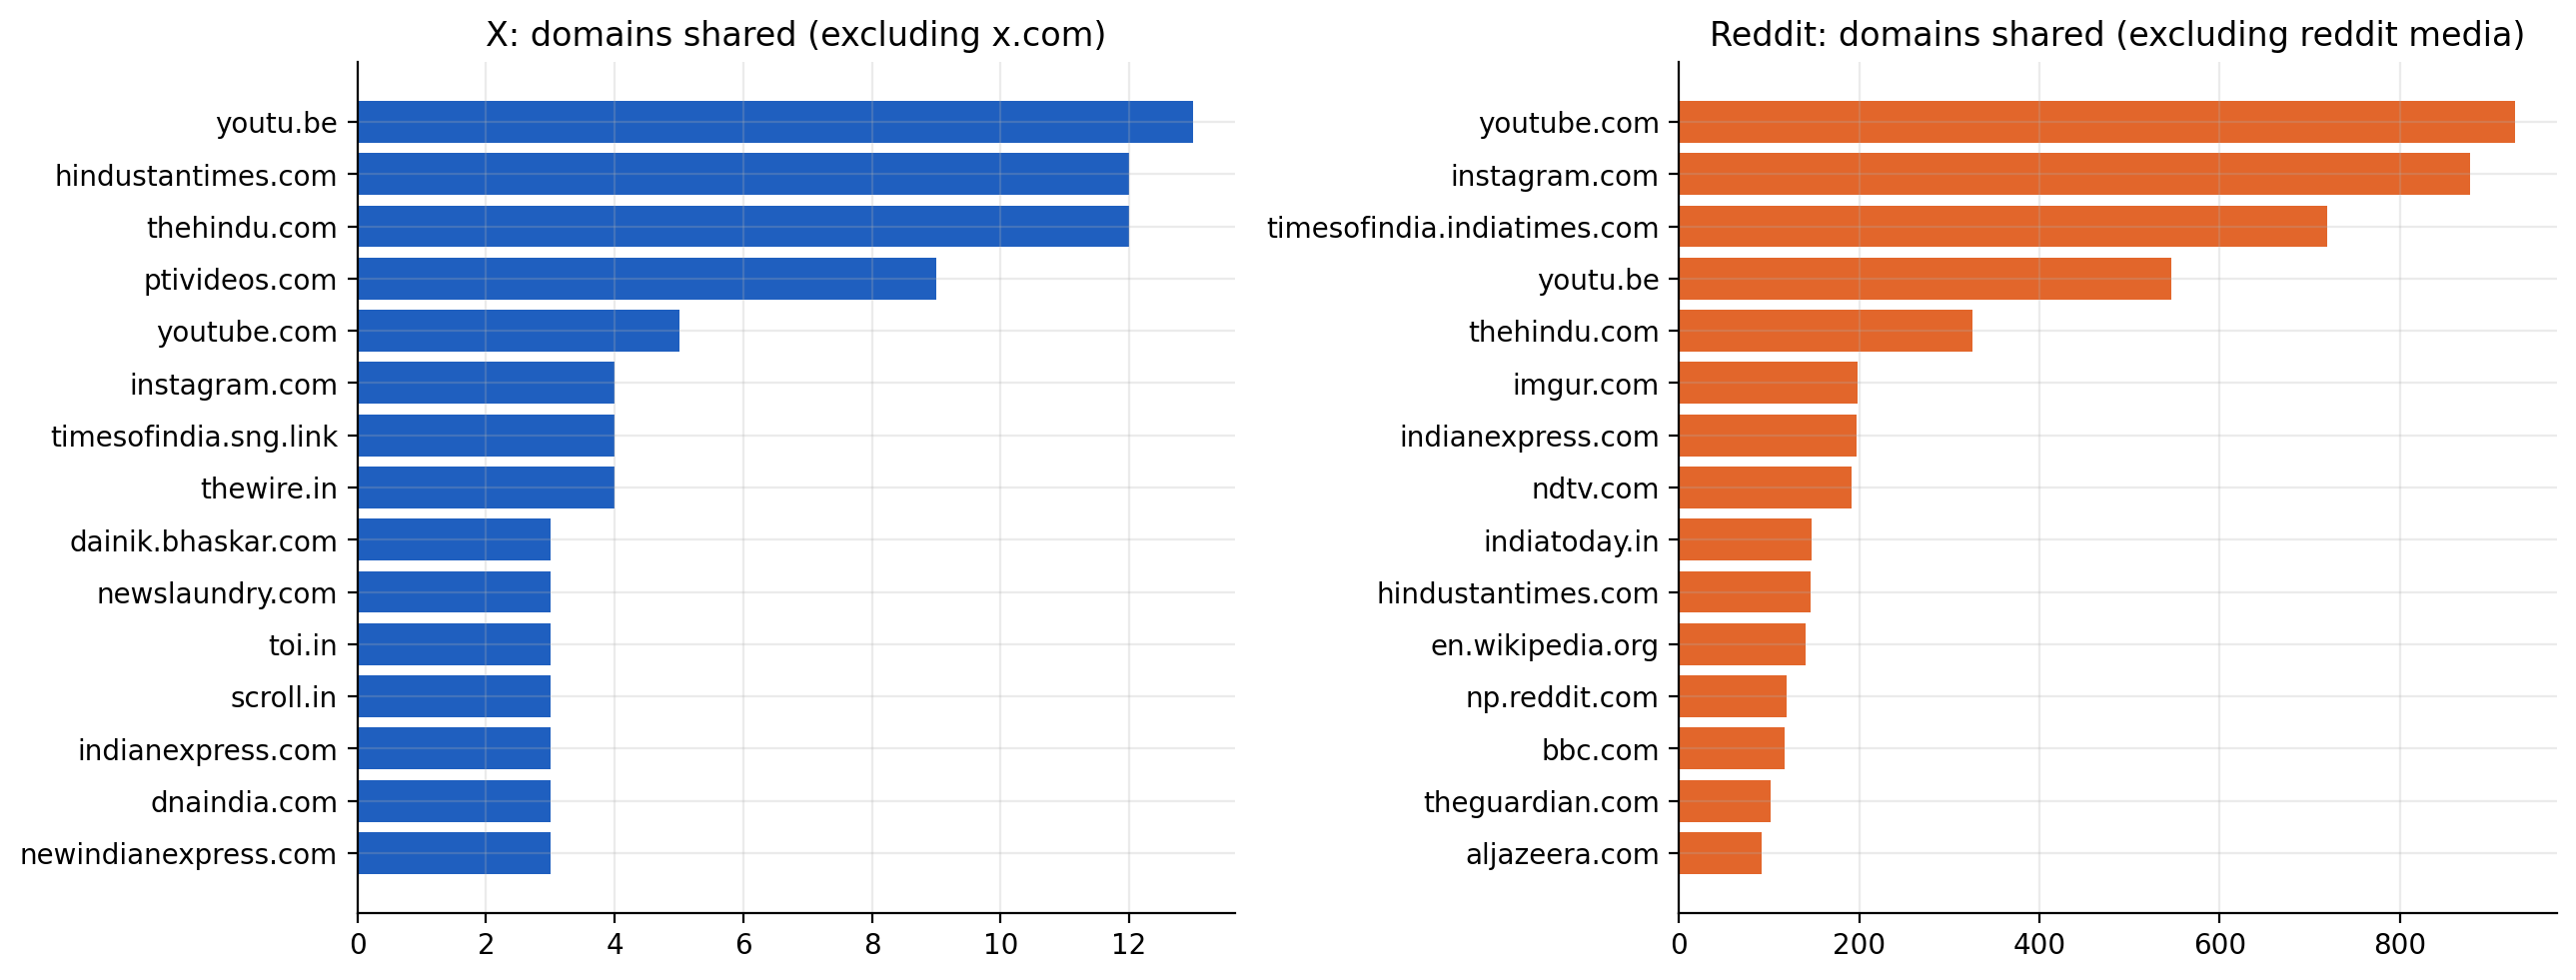 X: domains shared (excluding x.com)
youtu.be
hindustantimes.com
thehindu.com
ptivideos.com
youtube.com
instagram.com
timesofindia.sng.link
thewire.in
dainik.bhaskar.com
newslaundry.com
toi.in
scroll.in
indianexpress.com
dnaindia.com
newindianexpress.com
0 2 4 6 8 10 12
Reddit: domains shared (excluding reddit media)
youtube.com
instagram.com
timesofindia.indiatimes.com
youtu.be
thehindu.com
imgur.com
indianexpress.com
ndtv.com
indiatoday.in
hindustantimes.com
en.wikipedia.org
np.reddit.com
bbc.com
theguardian.com
aljazeera.com
0 200 400 600 800